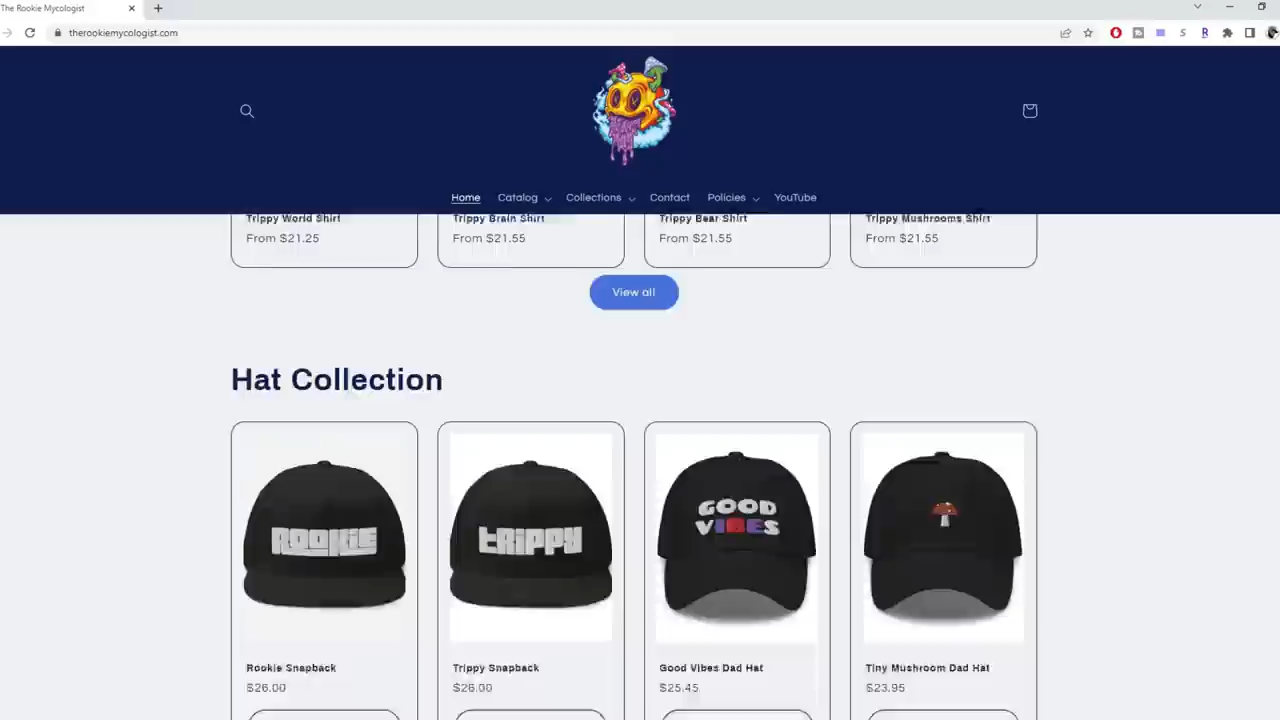 The Rookie Mycologist
therookiemycologist.com
Home Catalog Collections Contact Policies YouTube
Trippy World Shirt Trippy Brain Shirt Trippy Bear Shirt Trippy Mushrooms Shirt
From $21.25 From $21.55 From $21.55 From $21.55
View all
Hat Collection
ROOKIE tRiPPY GOOD VIBES
Rookie Snapback Trippy Snapback Good Vibes Dad Hat Tiny Mushroom Dad Hat
$26.00 $26.00 $25.45 $23.95